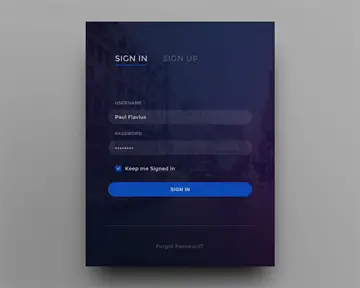 SIGN IN SIGN UP
USERNAME
Paul Flavius
PASSWORD
••••••••
Keep me Signed in
SIGN IN
Forgot Password?